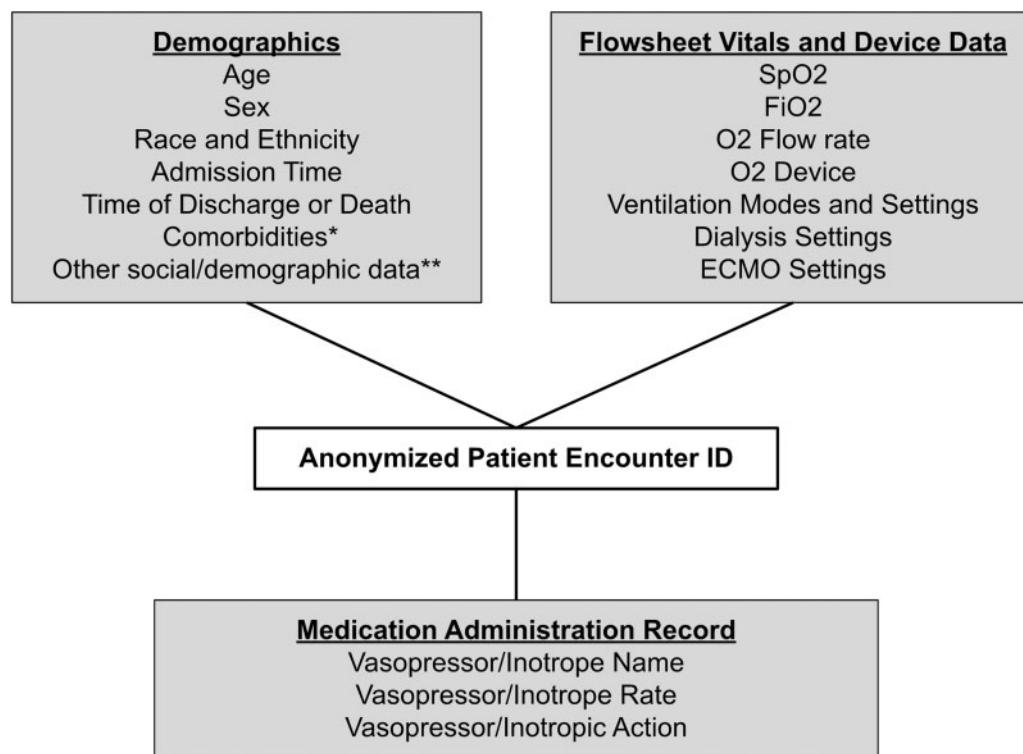 Demographics
Age
Sex
Race and Ethnicity
Admission Time
Time of Discharge or Death
Comorbidities*
Other social/demographic data**
Flowsheet Vitals and Device Data
SpO2
FiO2
O2 Flow rate
O2 Device
Ventilation Modes and Settings
Dialysis Settings
ECMO Settings
Anonymized Patient Encounter ID
Medication Administration Record
Vasopressor/Inotrope Name
Vasopressor/Inotrope Rate
Vasopressor/Inotropic Action